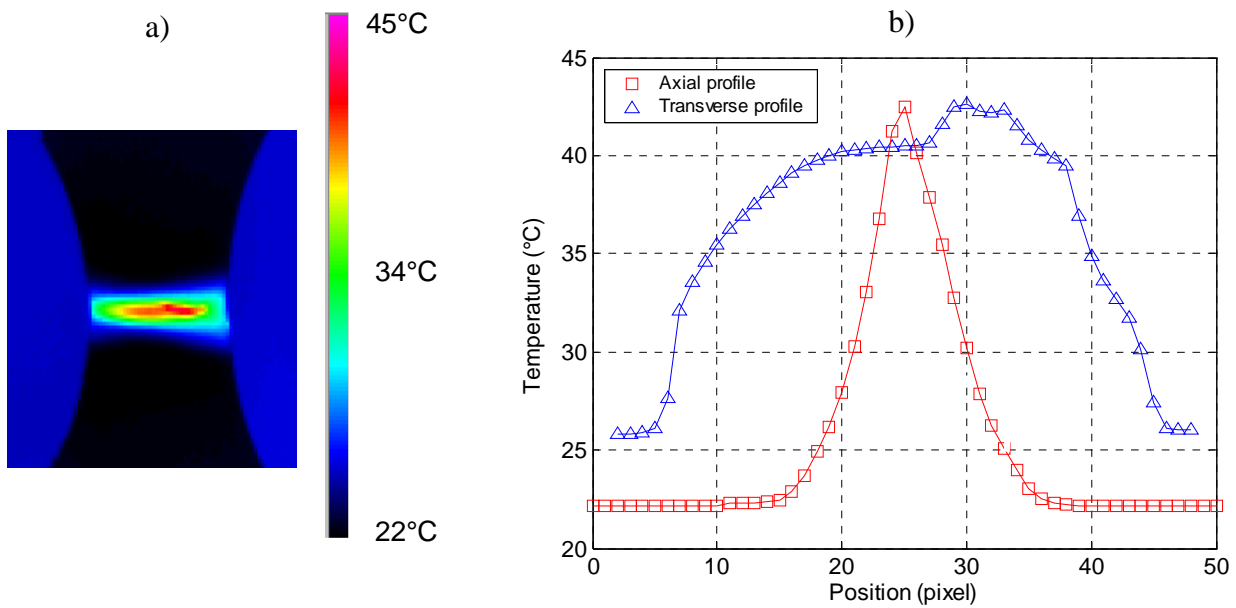 a)
45°C
34°C
22°C
b)
Axial profile
Transverse profile
Temperature (°C)
45
40
35
30
25
20
0 10 20 30 40 50
Position (pixel)